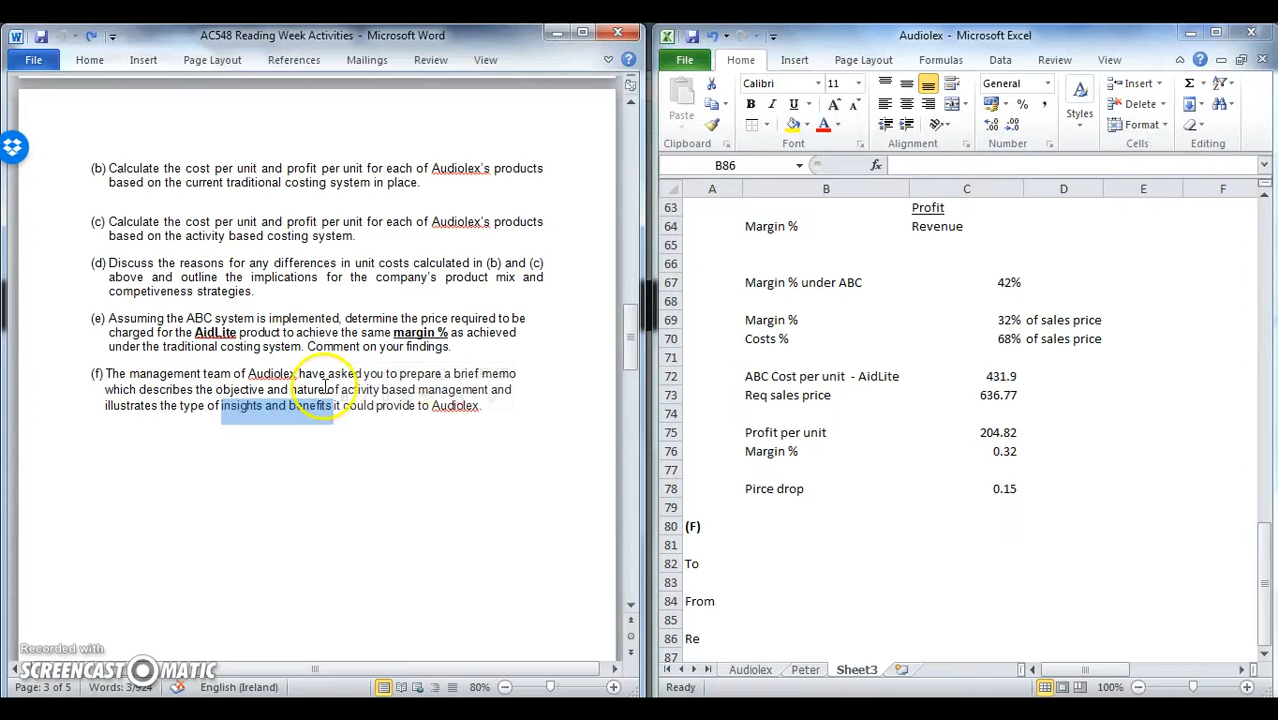 AC548 Reading Week Activities - Microsoft Word
File Home Insert Page Layout References Mailings Review View
(b) Calculate the cost per unit and profit per unit for each of Audiolex's products
based on the current traditional costing system in place.
(c) Calculate the cost per unit and profit per unit for each of Audiolex's products
based on the activity based costing system.
(d) Discuss the reasons for any differences in unit costs calculated in (b) and (c)
above and outline the implications for the company's product mix and
competiveness strategies.
(e) Assuming the ABC system is implemented, determine the price required to be
charged for the AidLite product to achieve the same margin % as achieved
under the traditional costing system. Comment on your findings.
(f) The management team of Audiolex have asked you to prepare a brief memo
which describes the objective and nature of activity based management and
illustrates the type of insights and benefits it could provide to Audiolex.
Recorded with
SCREENCAST-O-MATIC
Page: 3 of 5 Words: 3/924 English (Ireland) 80%
Audiolex - Microsoft Excel
File Home Insert Page Layout Formulas Data Review View
Calibri 11 General Insert
Paste B I U A % , Styles Delete
Format
Clipboard Font Alignment Number Cells Editing
B86 fx
A B C D E F
63 Profit
64 Margin % Revenue
65
66
67 Margin % under ABC 42%
68
69 Margin % 32% of sales price
70 Costs % 68% of sales price
71
72 ABC Cost per unit - AidLite 431.9
73 Req sales price 636.77
74
75 Profit per unit 204.82
76 Margin % 0.32
77
78 Pirce drop 0.15
79
80 (F)
81
82 To
83
84 From
85
86 Re
87
Audiolex Peter Sheet3
Ready 100%